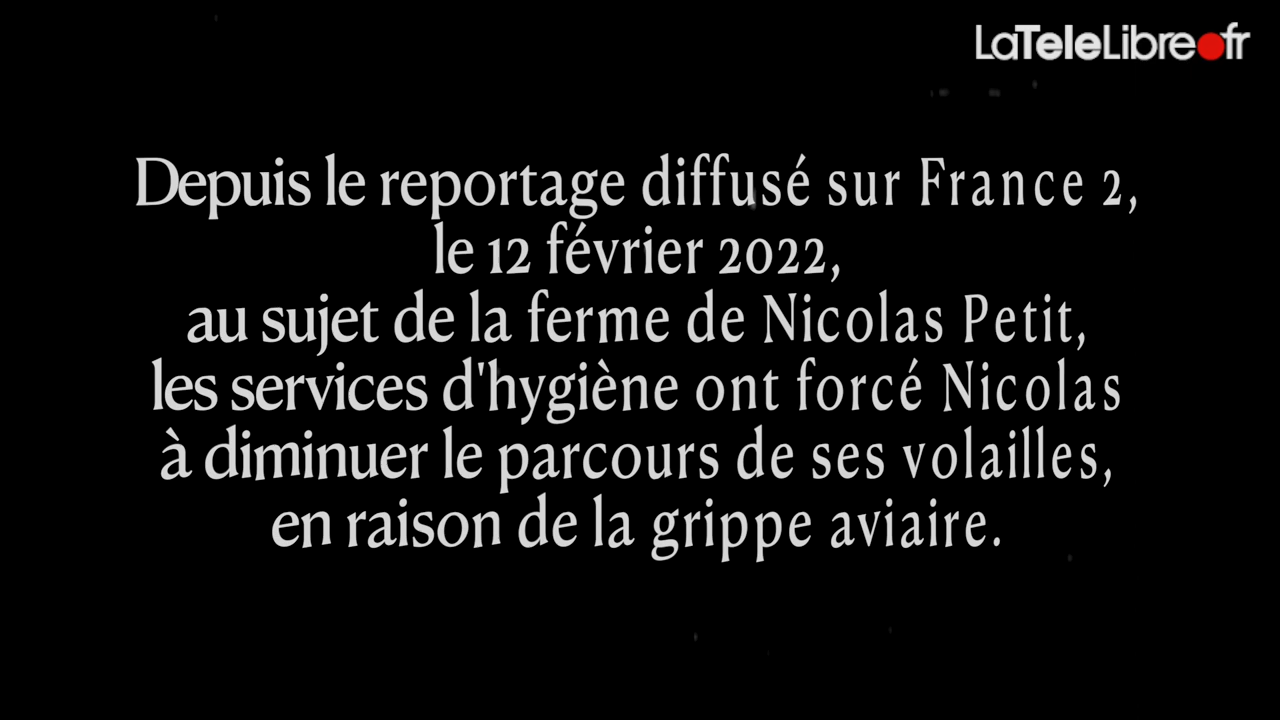 LaTeleLibre.fr
Depuis le reportage diffusé sur France 2,
le 12 février 2022,
au sujet de la ferme de Nicolas Petit,
les services d'hygiène ont forcé Nicolas
à diminuer le parcours de ses volailles,
en raison de la grippe aviaire.